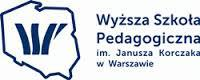 Wyższa Szkoła
Pedagogiczna
im. Janusza Korczaka
w Warszawie